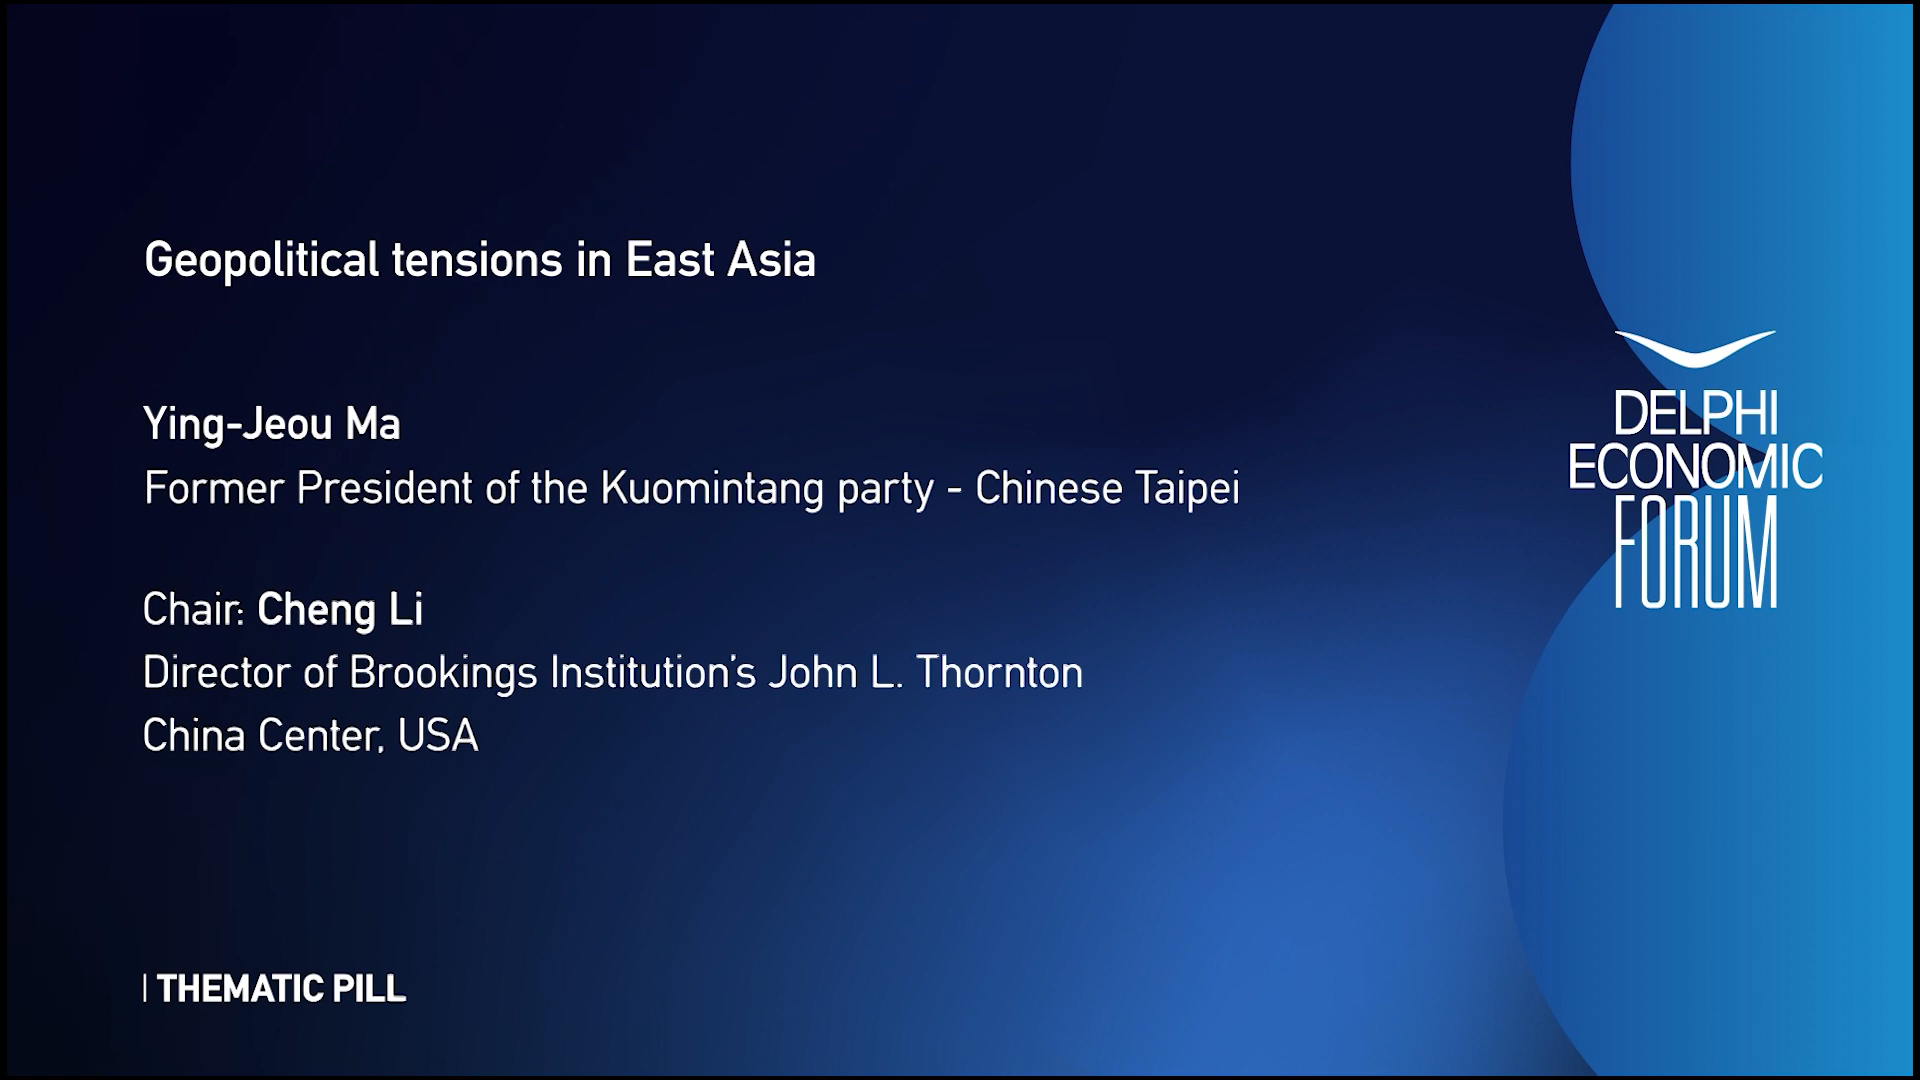 Geopolitical tensions in East Asia
Ying-Jeou Ma
Former President of the Kuomintang party - Chinese Taipei
Chair: Cheng Li
Director of Brookings Institution’s John L. Thornton
China Center, USA
| THEMATIC PILL
DELPHI
ECONOMIC
FORUM